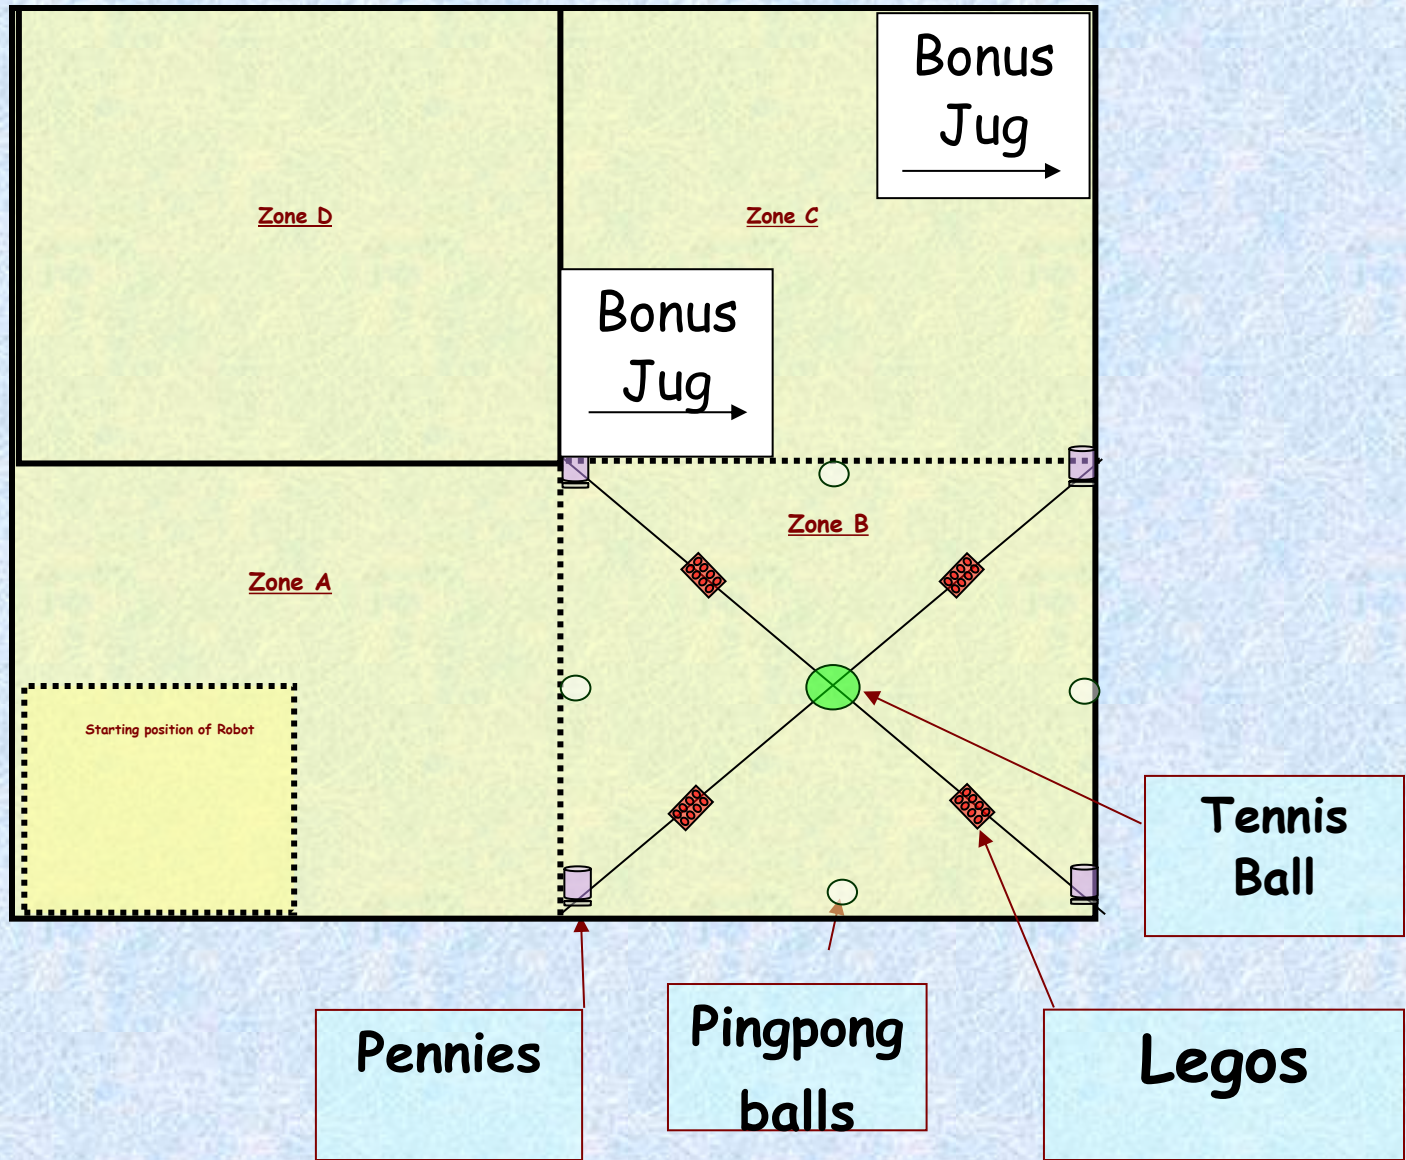 Bonus
Jug
Zone D
Zone C
Bonus
Jug
Zone B
Zone A
Starting position of Robot
Tennis
Ball
Pennies
Pingpong
balls
Legos